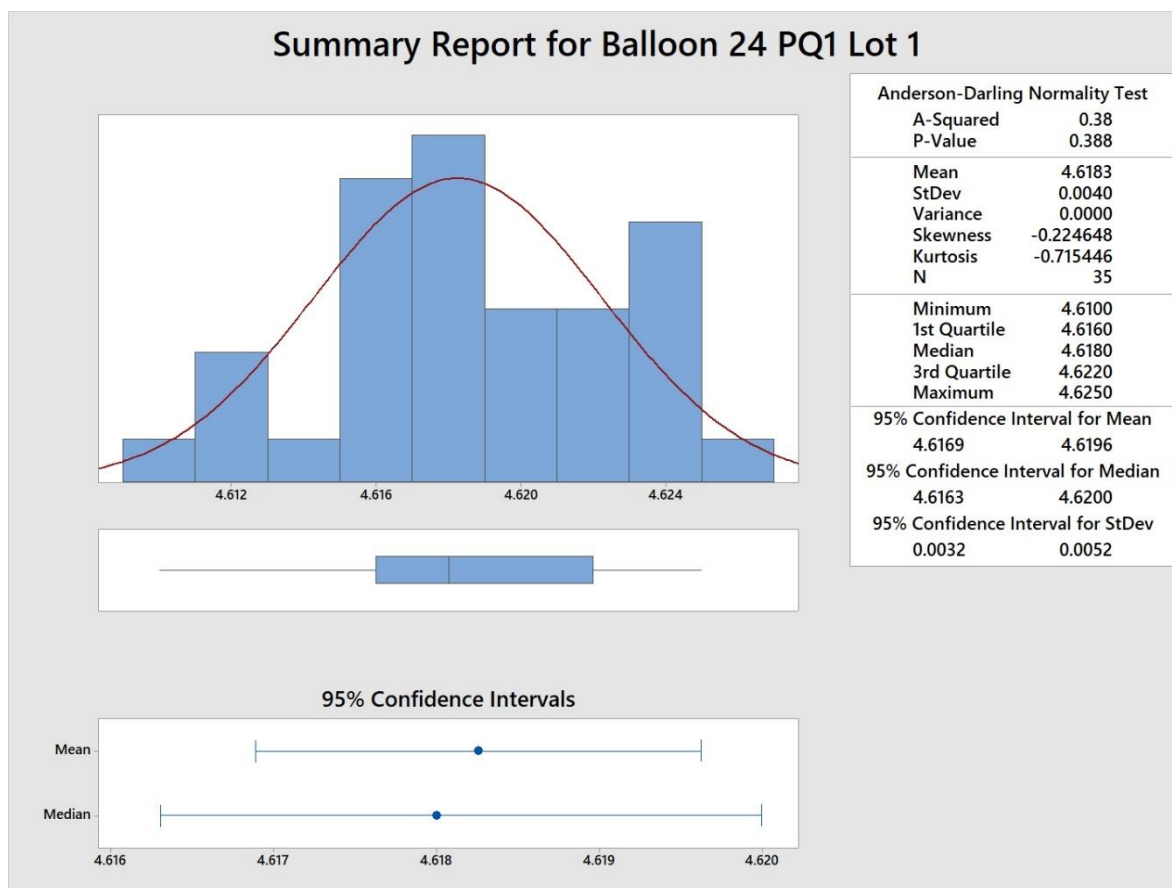 Summary Report for Balloon 24 PQ1 Lot 1
4.612 4.616 4.620 4.624
Anderson-Darling Normality Test
A-Squared 0.38
P-Value 0.388
Mean 4.6183
StDev 0.0040
Variance 0.0000
Skewness -0.224648
Kurtosis -0.715446
N 35
Minimum 4.6100
1st Quartile 4.6160
Median 4.6180
3rd Quartile 4.6220
Maximum 4.6250
95% Confidence Interval for Mean
4.6169 4.6196
95% Confidence Interval for Median
4.6163 4.6200
95% Confidence Interval for StDev
0.0032 0.0052
95% Confidence Intervals
Mean
Median
4.616 4.617 4.618 4.619 4.620